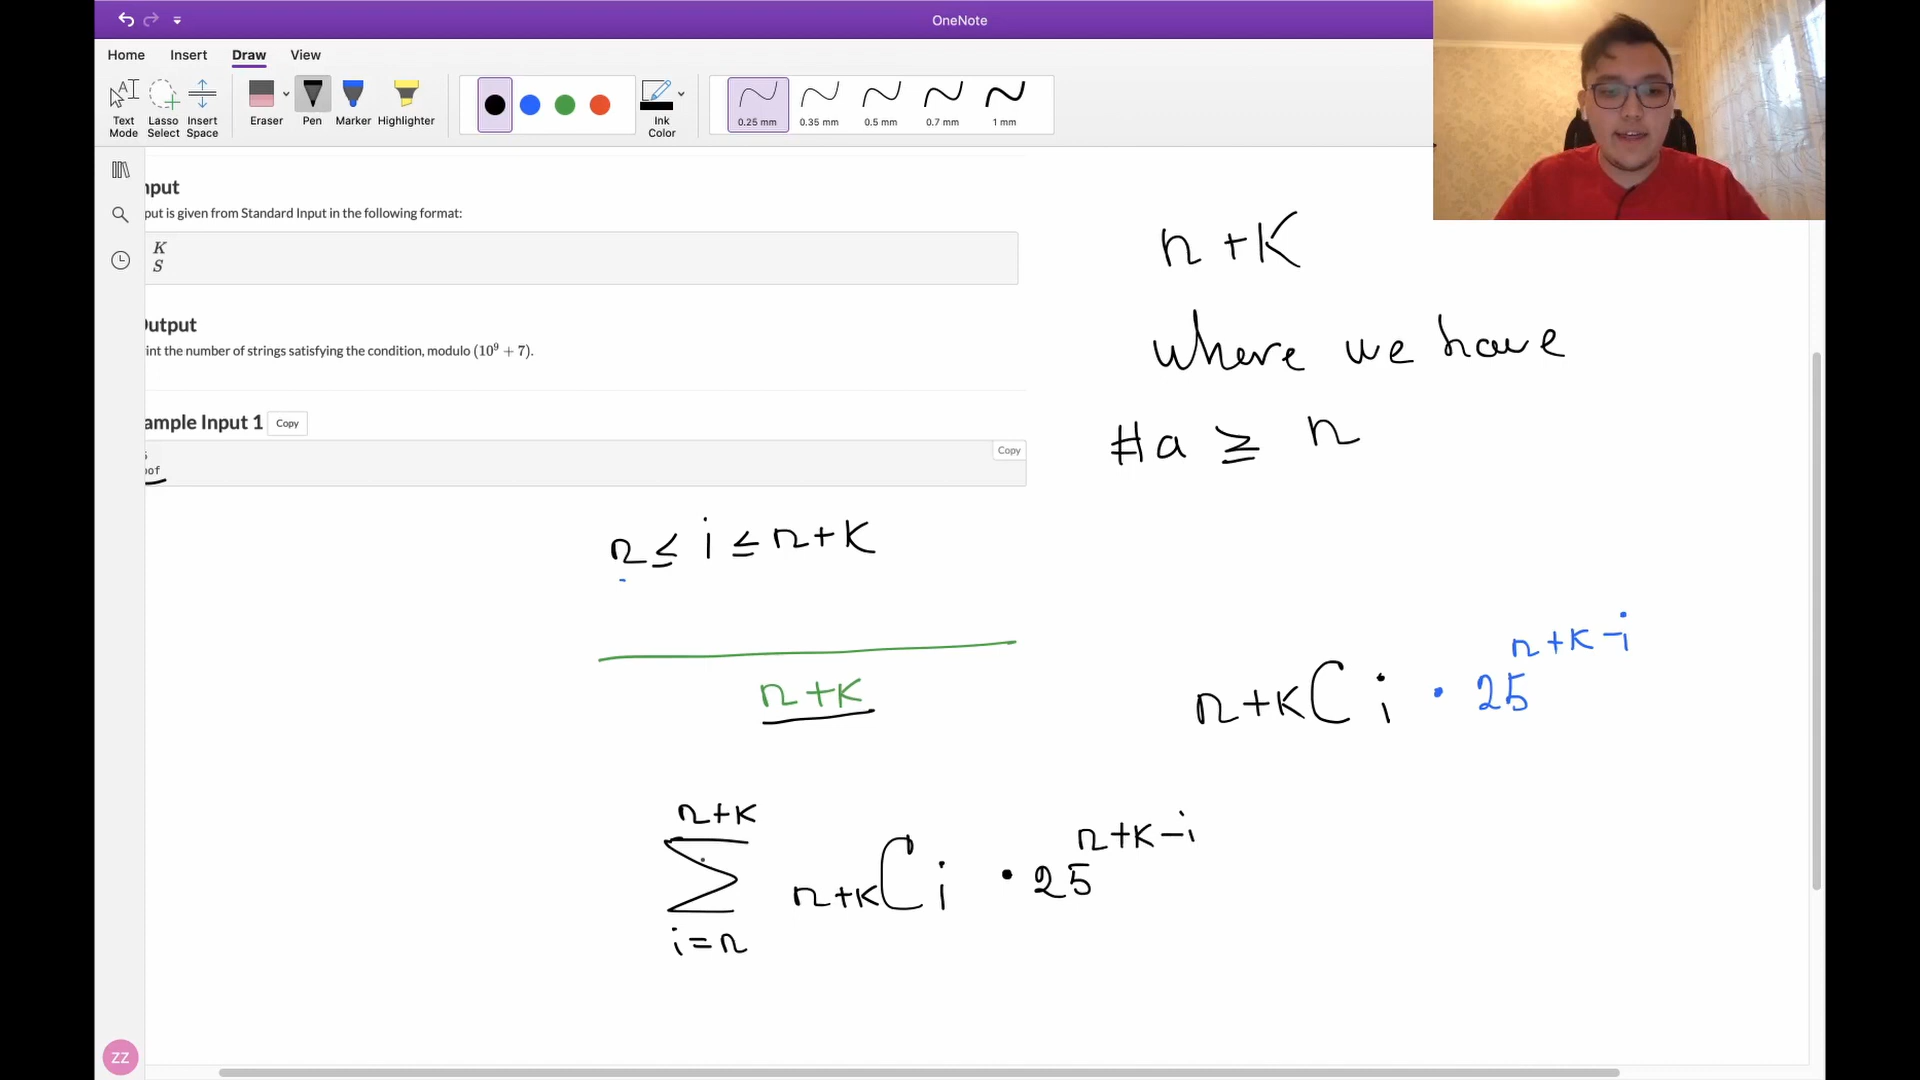 OneNote
Home Insert Draw View
Text Mode
Lasso Select
Insert Space
Eraser
Pen
Marker
Highlighter
Ink Color
0.25 mm
0.35 mm
0.5 mm
0.7 mm
1 mm
nput
put is given from Standard Input in the following format:
K
S
Output
int the number of strings satisfying the condition, modulo (10⁹ + 7).
ample Input 1
Copy
Copy
oof
n + K
where we have
#a ≥ n
n ≤ i ≤ n+K
n+K
n+K C i · 25^{n+K-i}
\sum_{i=n}^{n+K} n+K C i · 25^{n+K-i}
ZZ